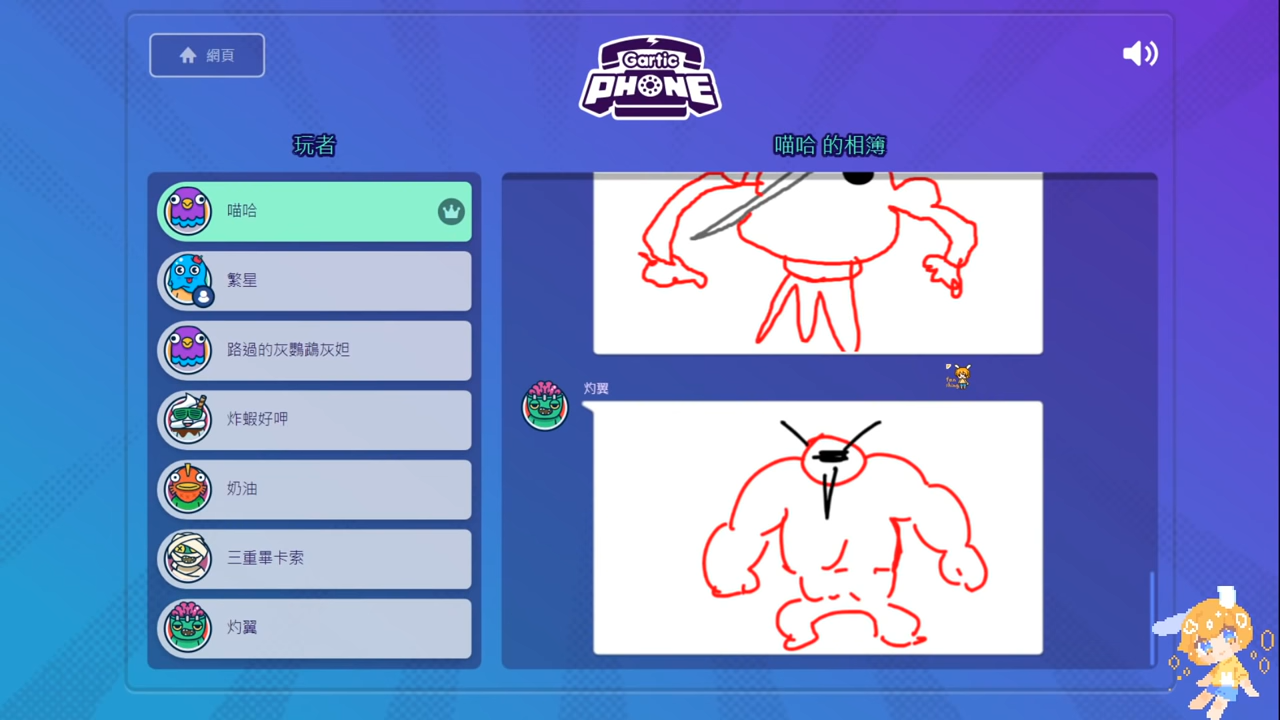 網頁
Gartic
PHONE
玩者
喵哈 的相簿
喵哈
繁星
路過的灰鸚鵡灰妲
炸蝦好呷
奶油
三重畢卡索
灼翼
灼翼